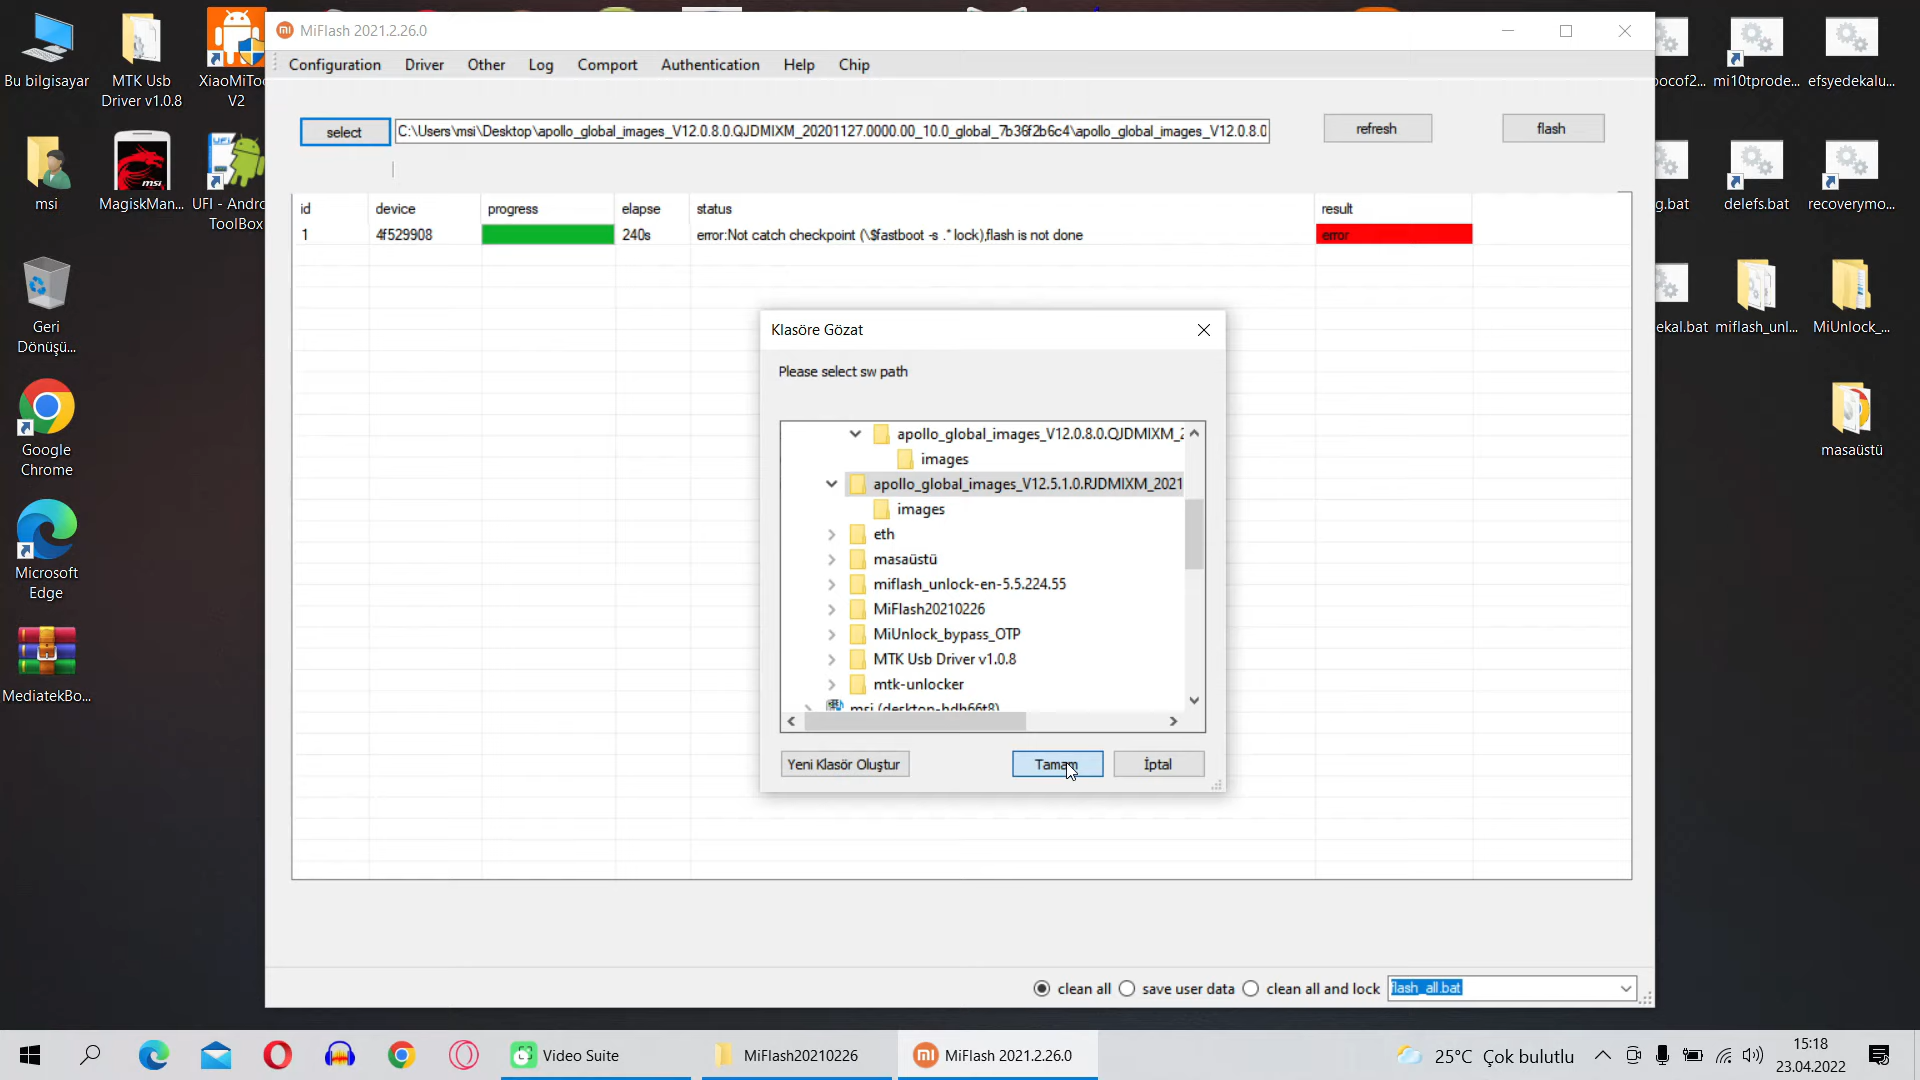 MiFlash 2021.2.26.0
Configuration Driver Other Log Comport Authentication Help Chip
select C:\Users\msi\Desktop\apollo_global_images_V12.0.8.0.QJDMIXM_20201127.0000.00_10.0_global_7b36f2b6c4\apollo_global_images_V12.0.8.0 refresh flash
id device progress elapse status result
1 4f529908 240s error:Not catch checkpoint (\$fastboot -s .* lock),flash is not done error
Klasöre Gözat
Please select sw path
apollo_global_images_V12.0.8.0.QJDMIXM_2
images
apollo_global_images_V12.5.1.0.RJDMIXM_2021
images
eth
masaüstü
miflash_unlock-en-5.5.224.55
MiFlash20210226
MiUnlock_bypass_OTP
MTK Usb Driver v1.0.8
mtk-unlocker
msi (desktop-hdh66t8)
Yeni Klasör Oluştur Tamam İptal
clean all save user data clean all and lock flash_all.bat
Bu bilgisayar
MTK Usb
Driver v1.0.8
XiaoMiToo
V2
msi
MagiskMan...
UFI - Andro
ToolBox
Geri
Dönüşü...
Google
Chrome
Microsoft
Edge
MediatekBo...
pocof2...
mi10tprode...
efsyedekalu...
g.bat
delefs.bat
recoverymo...
ekal.bat
miflash_unl...
MiUnlock_...
masaüstü
Video Suite
MiFlash20210226
MiFlash 2021.2.26.0
25°C Çok bulutlu
15:18
23.04.2022